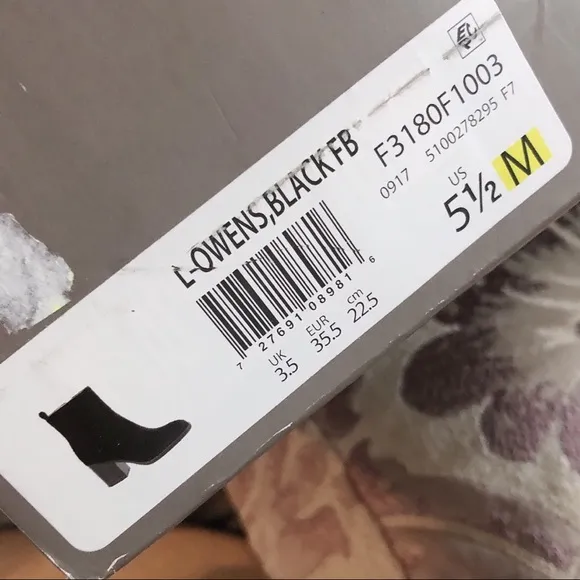 L-QWENS,BLACK FB
F3180F1003
0917 5100278295 F7
US
5½ M
7 27691 08981 6
UK EUR cm
3.5 35.5 22.5